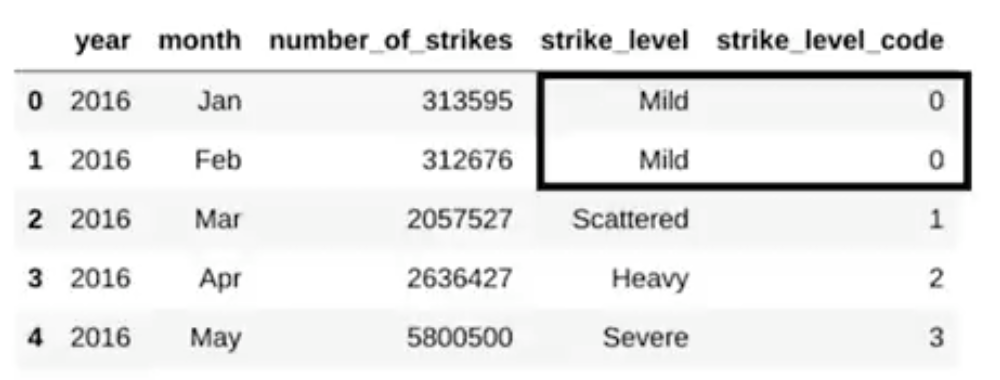 year month number_of_strikes strike_level strike_level_code
0 2016 Jan 313595 Mild 0
1 2016 Feb 312676 Mild 0
2 2016 Mar 2057527 Scattered 1
3 2016 Apr 2636427 Heavy 2
4 2016 May 5800500 Severe 3